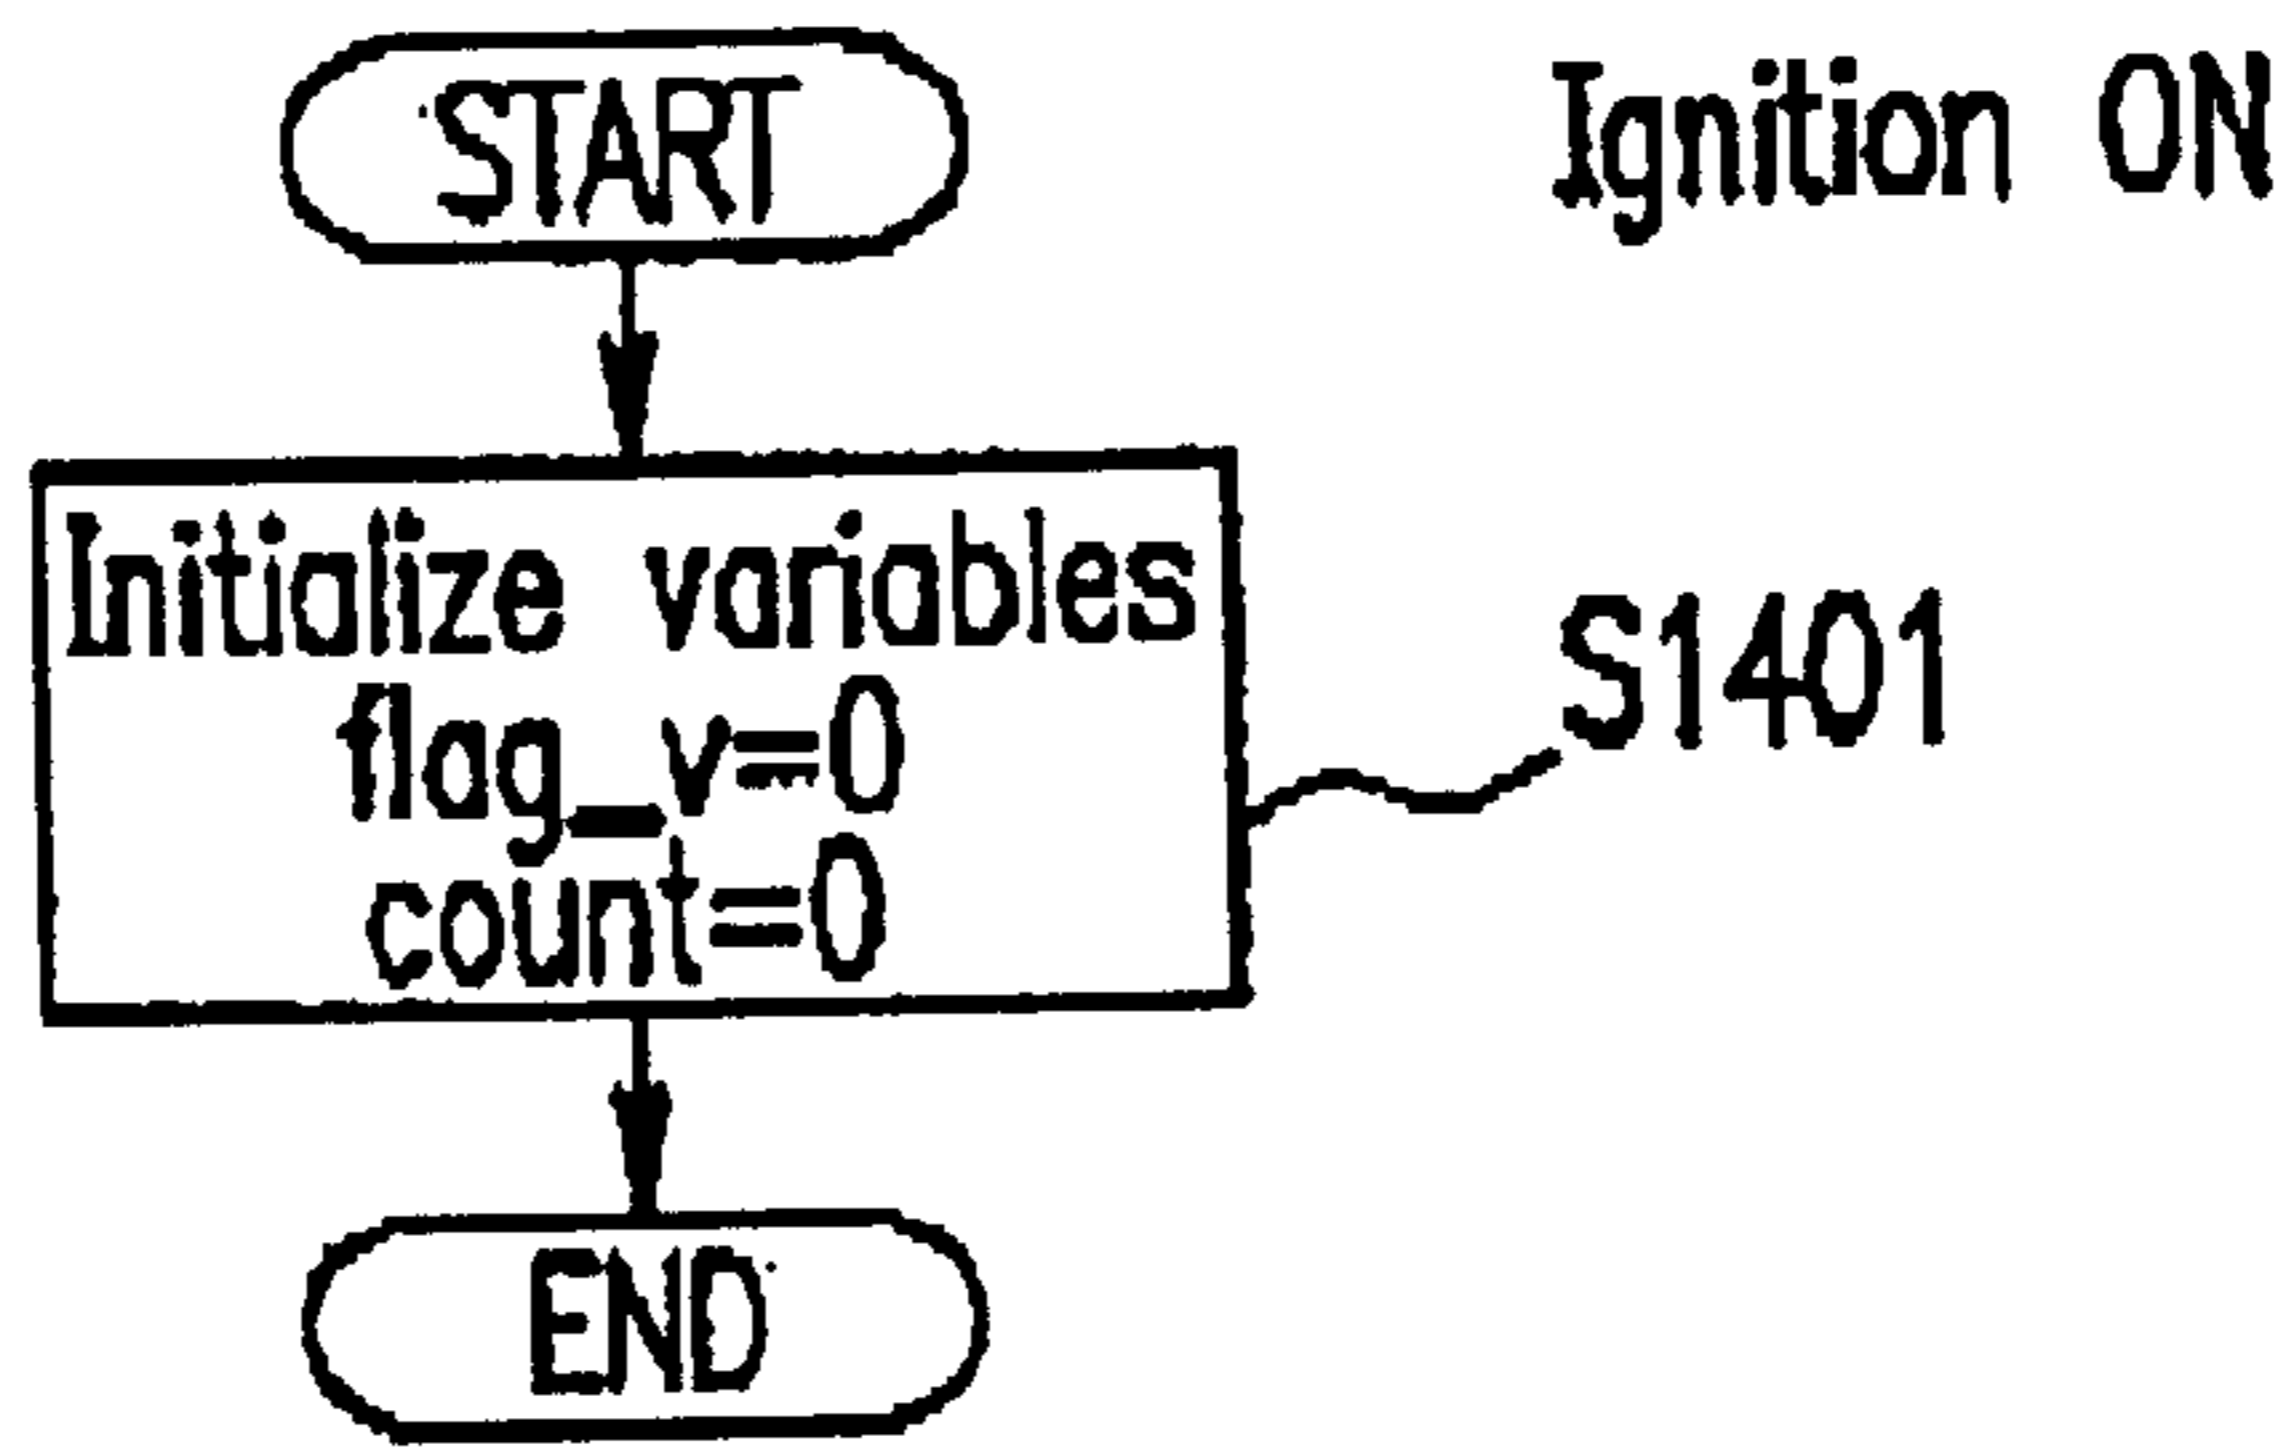 START
Ignition ON
Initialize variables
flag_v=0
count=0
S1401
END